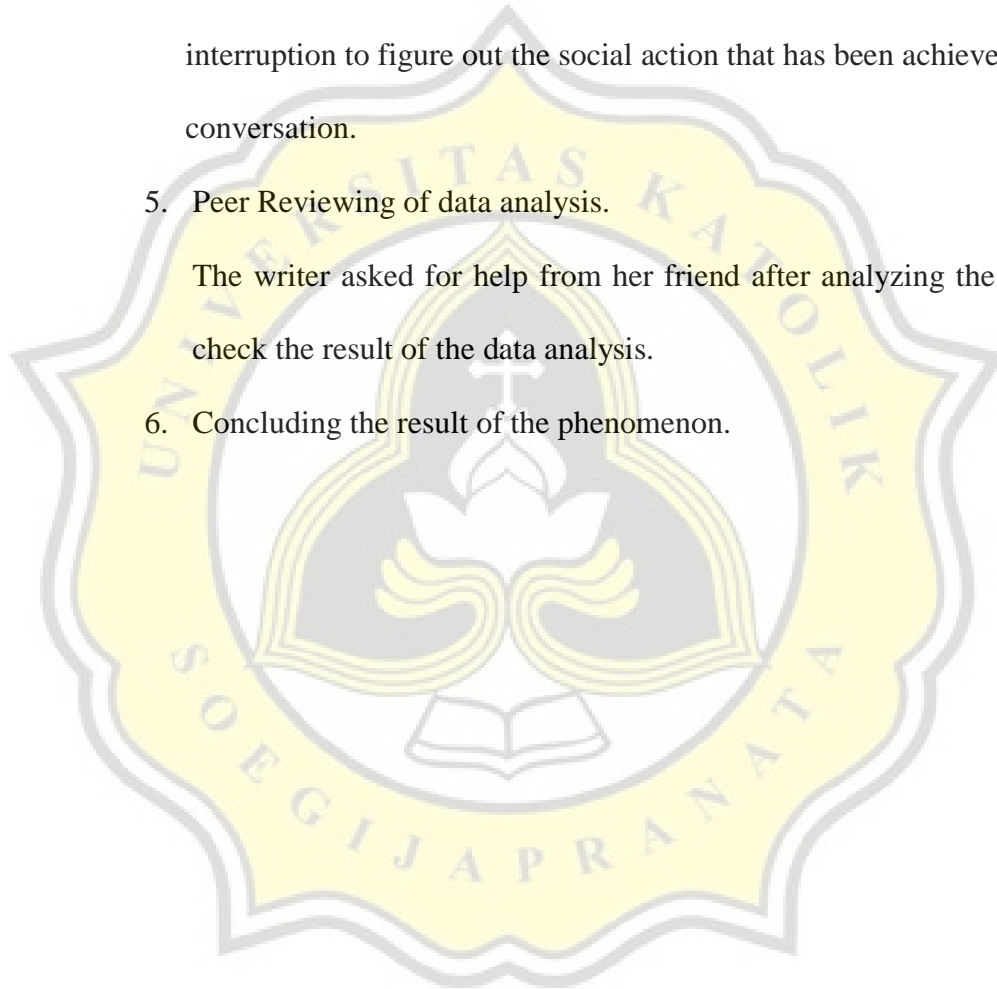 interruption to figure out the social action that has been achieve
conversation.
5. Peer Reviewing of data analysis.
The writer asked for help from her friend after analyzing the
check the result of the data analysis.
6. Concluding the result of the phenomenon.
UNIVERSITAS KATOLIK
SOEGIJAPRANATA